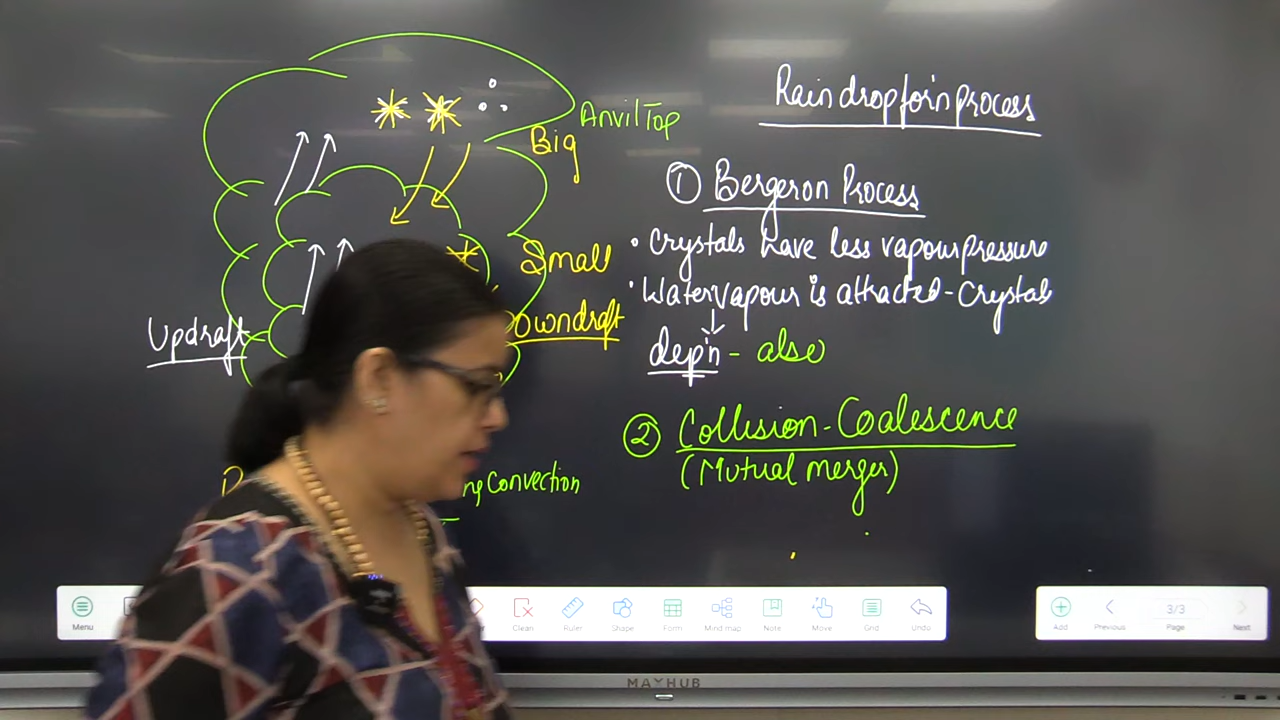 Anvil Top
Big
Small
Updraft
Downdraft
Convection
Raindrop for'n process
① Bergeron Process
• Crystals have less vapour pressure
• Water vapour is attracted - Crystals
dep'n - also
② Collision - Coalescence
(Mutual merger)
Menu
Clean
Ruler
Shape
Form
Mind map
Note
Move
Grid
Undo
Add
Previous
3/3
Page
Next
MAXHUB